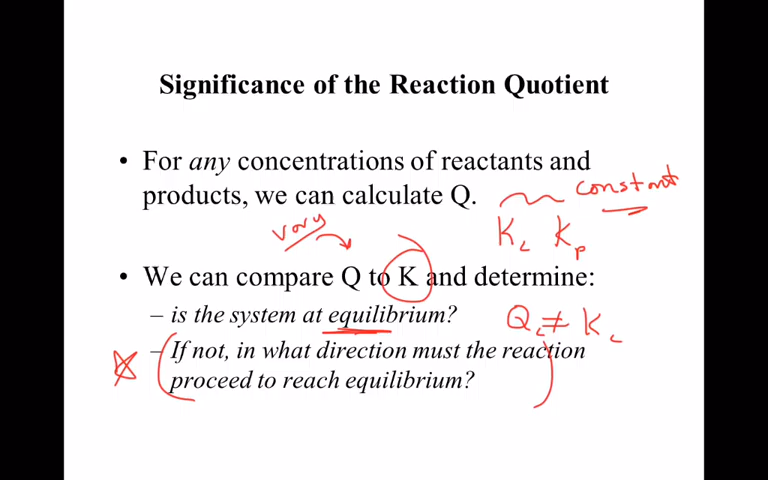 Significance of the Reaction Quotient
• For any concentrations of reactants and
products, we can calculate Q.
constant
Kc Kp
vary
• We can compare Q to K and determine:
– is the system at equilibrium?
Qc ≠ Kc
– If not, in what direction must the reaction
proceed to reach equilibrium?